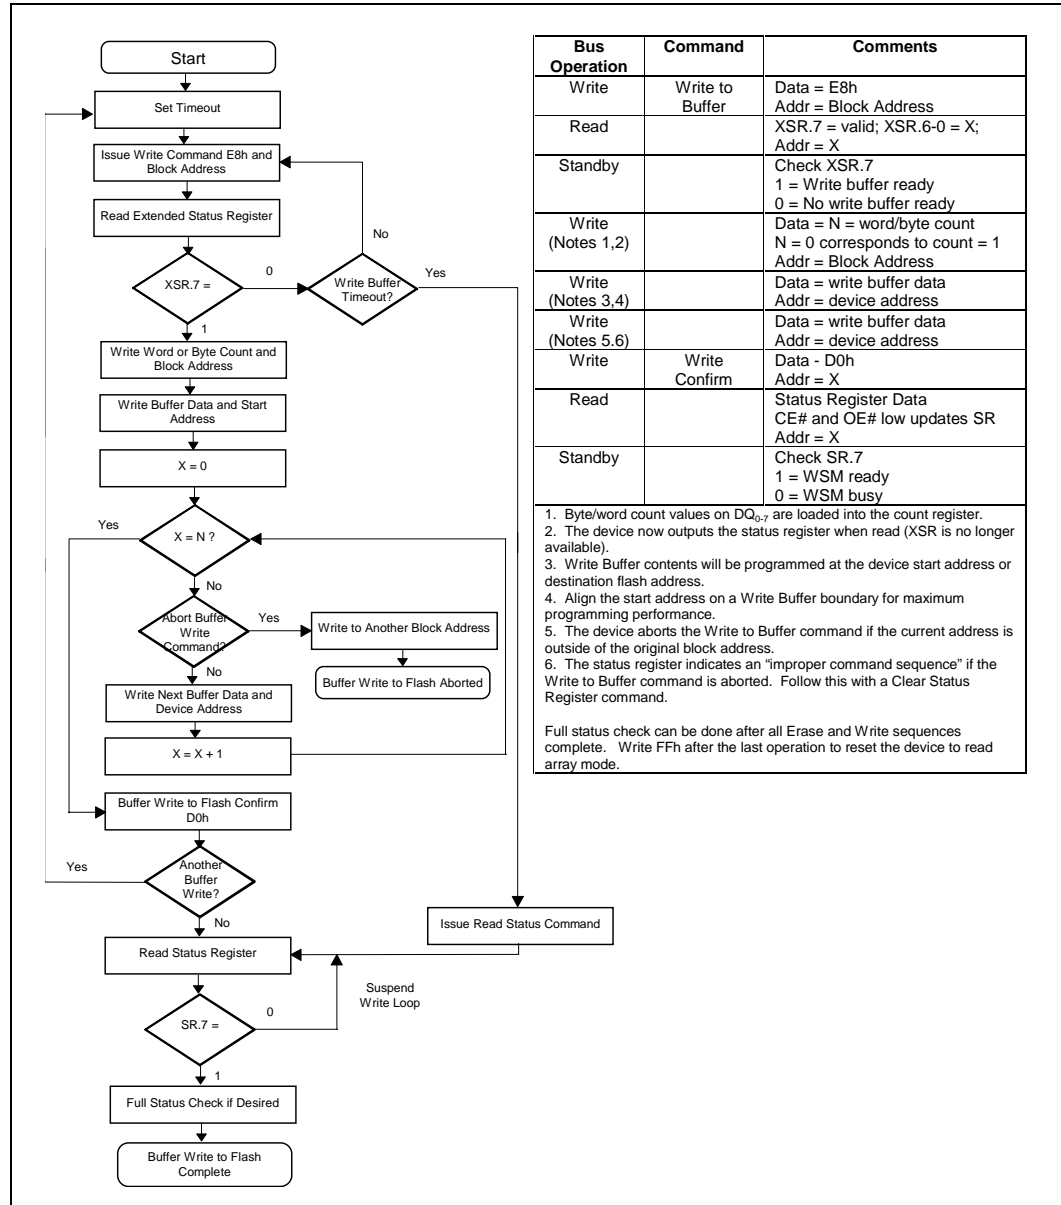 Start
Set Timeout
Issue Write Command E8h and
Block Address
Read Extended Status Register
No
XSR.7 =
0
Write Buffer
Timeout?
Yes
1
Write Word or Byte Count and
Block Address
Write Buffer Data and Start
Address
X = 0
Yes
X = N ?
No
Abort Buffer
Write
Command?
Yes
Write to Another Block Address
Buffer Write to Flash Aborted
No
Write Next Buffer Data and
Device Address
X = X + 1
Buffer Write to Flash Confirm
D0h
Yes
Another
Buffer
Write?
No
Issue Read Status Command
Read Status Register
Suspend
Write Loop
SR.7 =
0
1
Full Status Check if Desired
Buffer Write to Flash
Complete
Bus
Operation
Command
Comments
Write
Write to
Buffer
Data = E8h
Addr = Block Address
Read
XSR.7 = valid; XSR.6-0 = X;
Addr = X
Standby
Check XSR.7
1 = Write buffer ready
0 = No write buffer ready
Write
(Notes 1,2)
Data = N = word/byte count
N = 0 corresponds to count = 1
Addr = Block Address
Write
(Notes 3,4)
Data = write buffer data
Addr = device address
Write
(Notes 5.6)
Data = write buffer data
Addr = device address
Write
Write
Confirm
Data - D0h
Addr = X
Read
Status Register Data
CE# and OE# low updates SR
Addr = X
Standby
Check SR.7
1 = WSM ready
0 = WSM busy
1. Byte/word count values on DQ0-7 are loaded into the count register.
2. The device now outputs the status register when read (XSR is no longer
available).
3. Write Buffer contents will be programmed at the device start address or
destination flash address.
4. Align the start address on a Write Buffer boundary for maximum
programming performance.
5. The device aborts the Write to Buffer command if the current address is
outside of the original block address.
6. The status register indicates an “improper command sequence” if the
Write to Buffer command is aborted. Follow this with a Clear Status
Register command.
Full status check can be done after all Erase and Write sequences
complete. Write FFh after the last operation to reset the device to read
array mode.